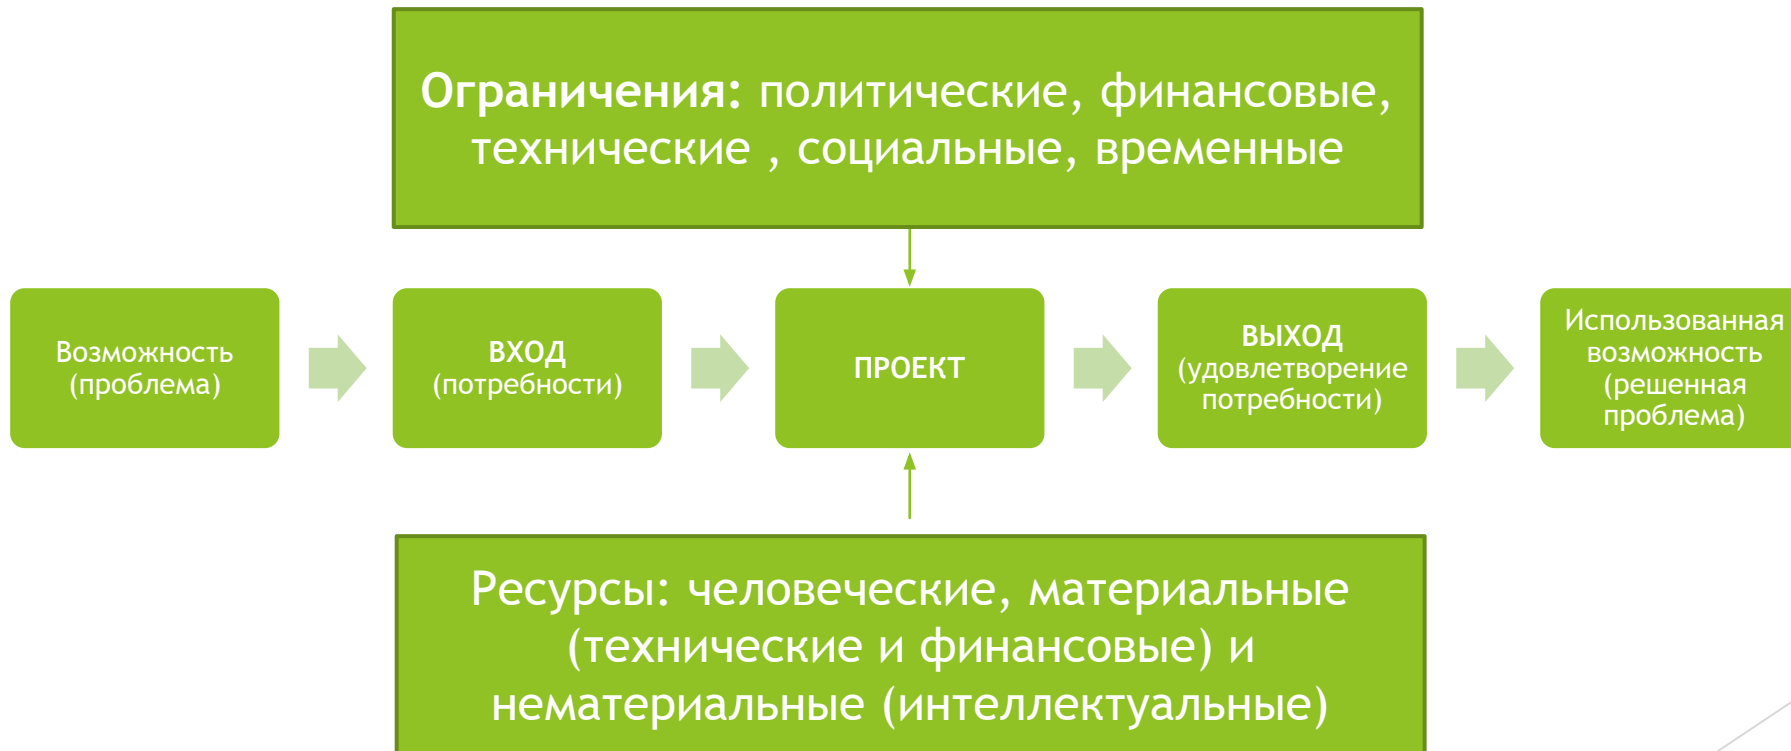 Ограничения: политические, финансовые,
технические , социальные, временные
Возможность
(проблема)
ВХОД
(потребности)
ПРОЕКТ
ВЫХОД
(удовлетворение
потребности)
Использованная
возможность
(решенная
проблема)
Ресурсы: человеческие, материальные
(технические и финансовые) и
нематериальные (интеллектуальные)